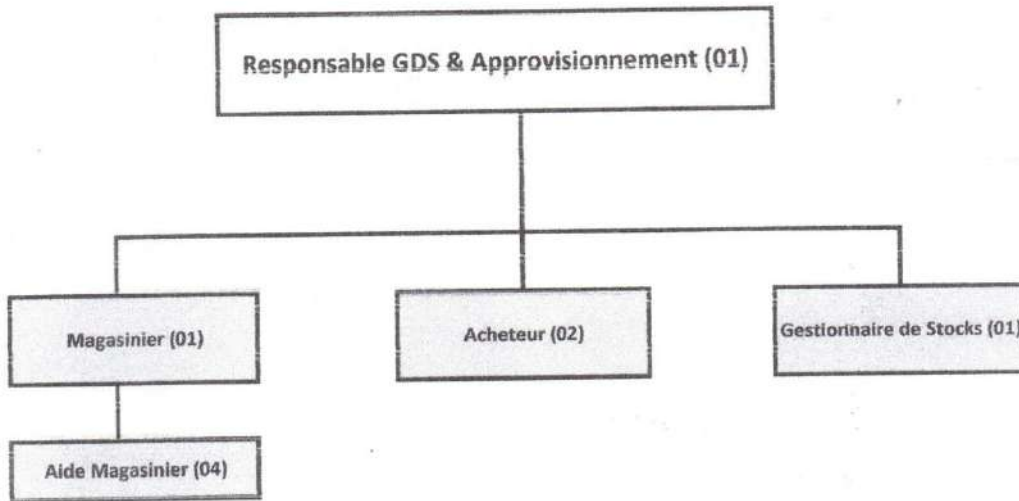 Responsable GDS & Approvisionnement (01)
Magasinier (01)
Acheteur (02)
Gestionnaire de Stocks (01)
Aide Magasinier (04)